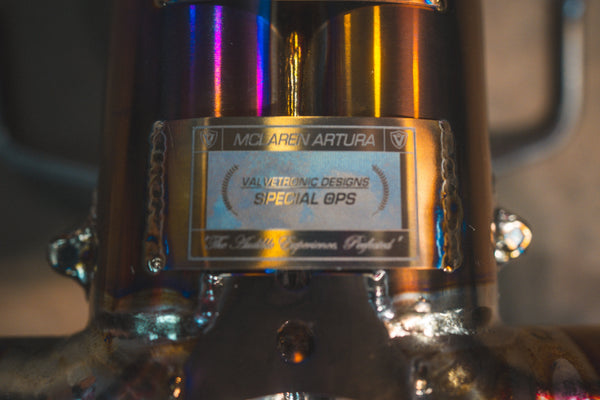 MCLAREN ARTURA
VALVETRONIC DESIGNS
SPECIAL OPS
"The Audible Experience, Perfected"